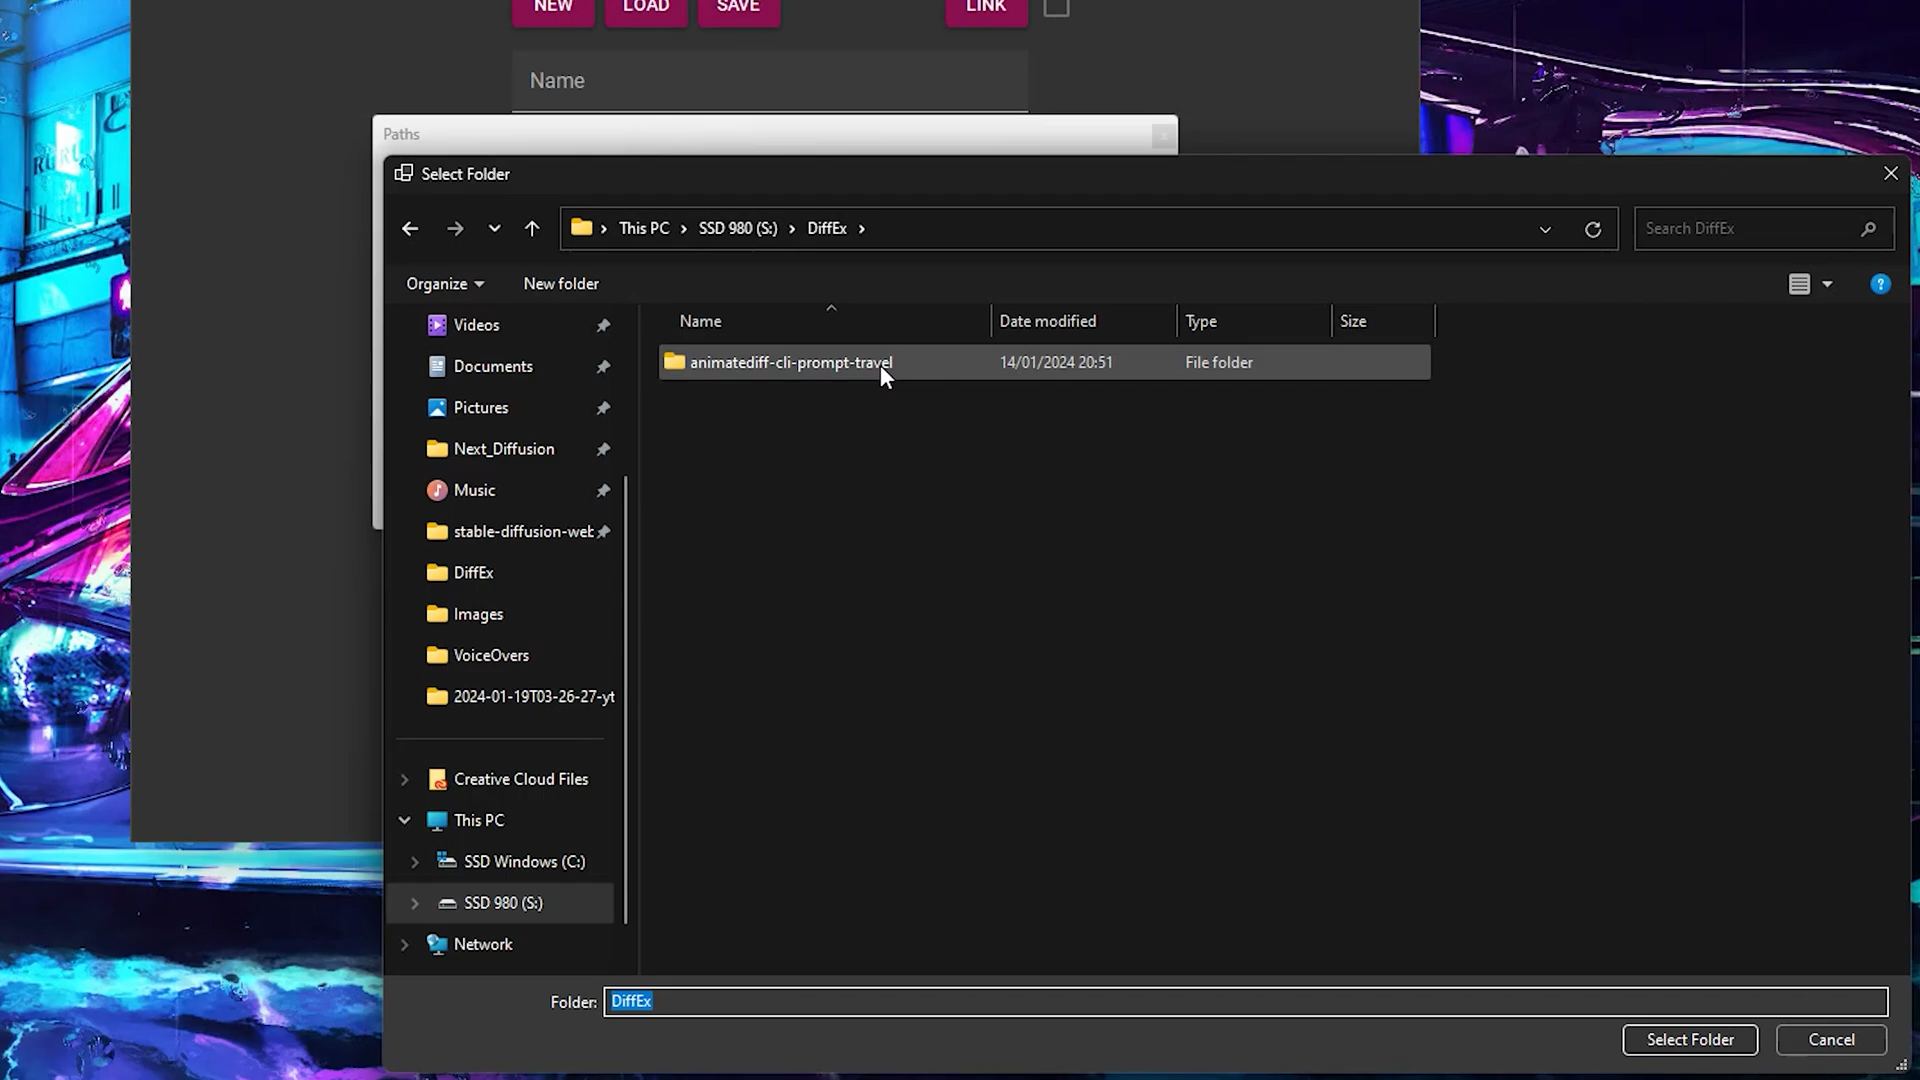 NEW LOAD SAVE LINK
Name
Paths
Select Folder
This PC SSD 980 (S:) DiffEx
Search DiffEx
Organize New folder
Name Date modified Type Size
animatediff-cli-prompt-travel 14/01/2024 20:51 File folder
Videos
Documents
Pictures
Next_Diffusion
Music
stable-diffusion-web
DiffEx
Images
VoiceOvers
2024-01-19T03-26-27-yt
Creative Cloud Files
This PC
SSD Windows (C:)
SSD 980 (S:)
Network
Folder: DiffEx
Select Folder Cancel